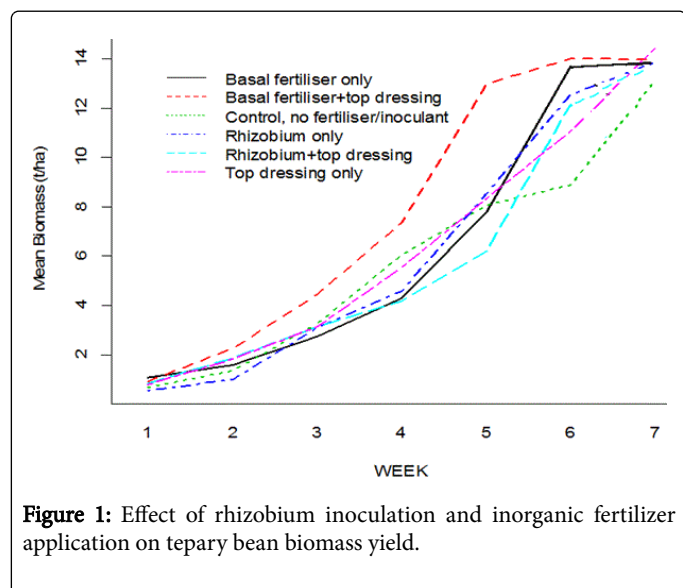 14
12
10
8
6
4
2
Mean Biomass (t/ha)
Basal fertiliser only
Basal fertiliser+top dressing
Control, no fertiliser/inoculant
Rhizobium only
Rhizobium+top dressing
Top dressing only
1 2 3 4 5 6 7
WEEK
Figure 1: Effect of rhizobium inoculation and inorganic fertilizer
application on tepary bean biomass yield.